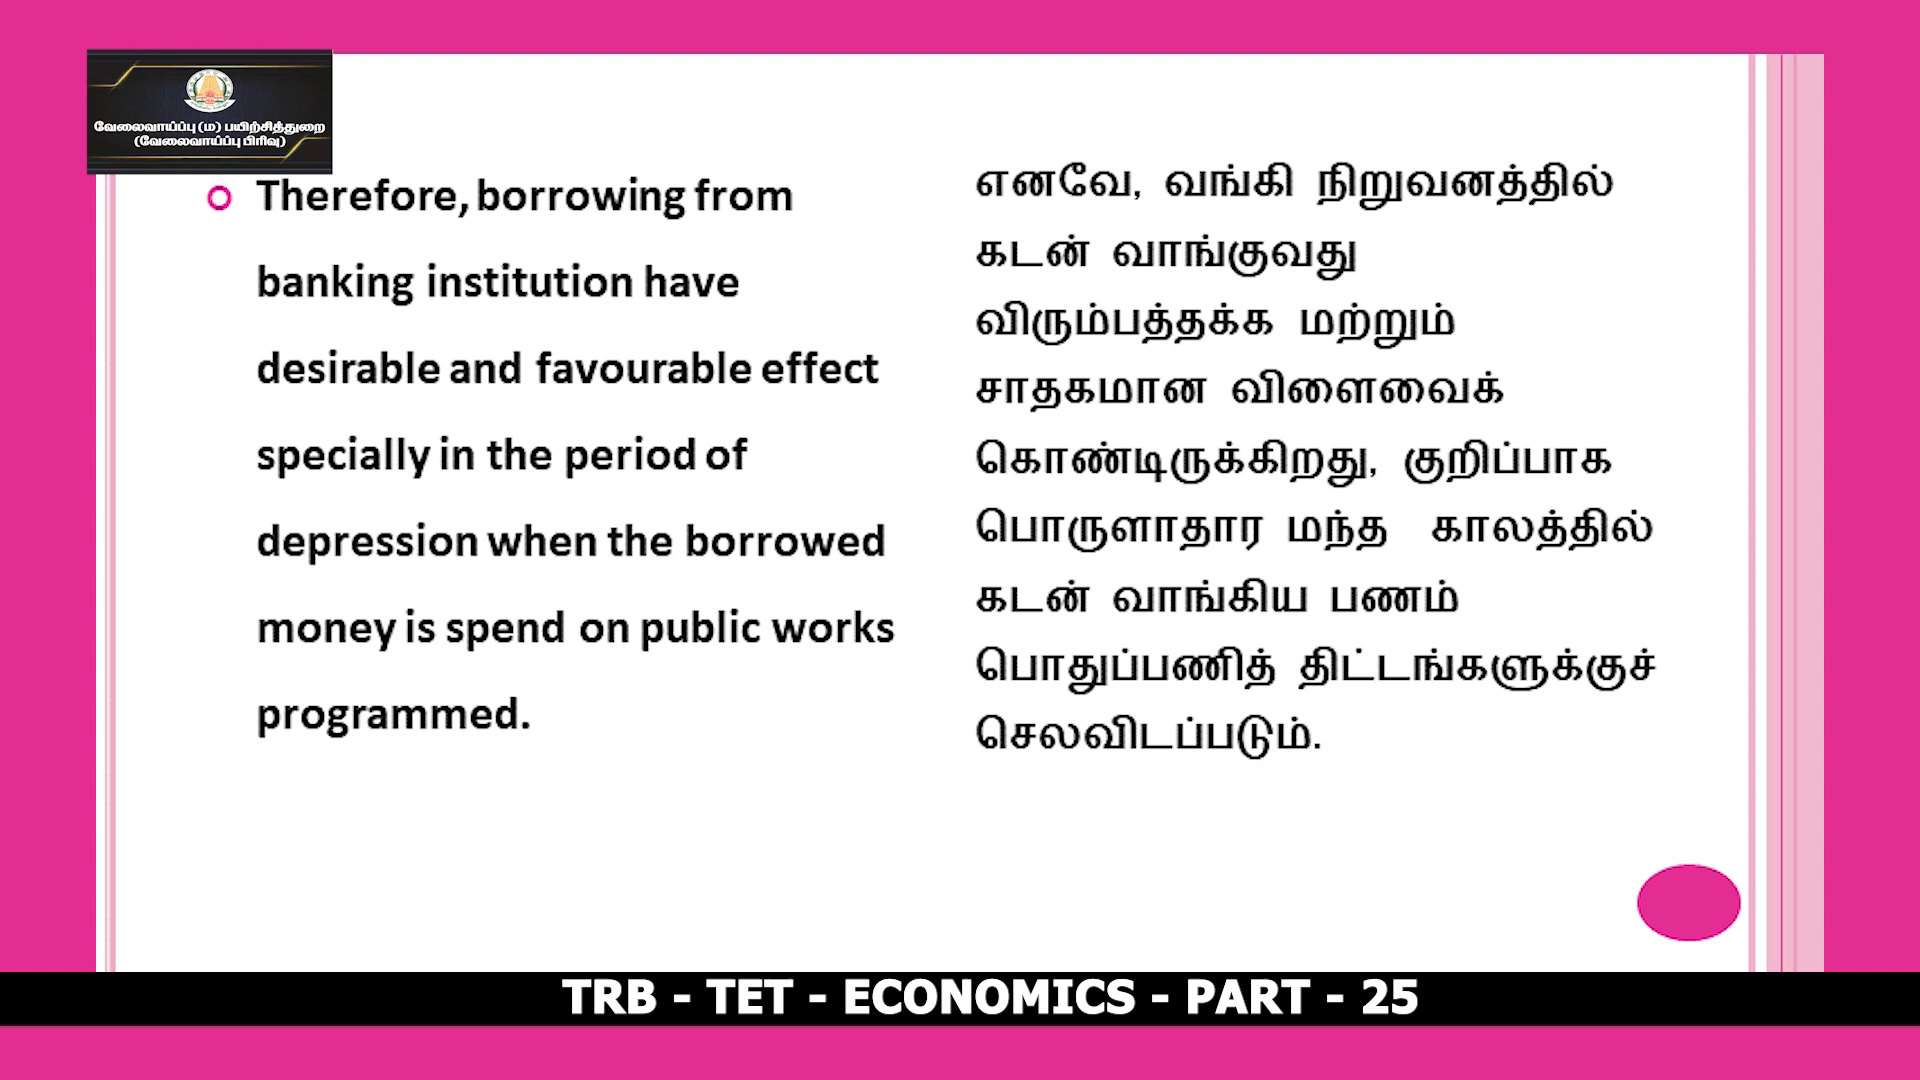 வேலைவாய்ப்பு (ம) பயிற்சித்துறை
(வேலைவாய்ப்பு பிரிவு)
Therefore, borrowing from
banking institution have
desirable and favourable effect
specially in the period of
depression when the borrowed
money is spend on public works
programmed.
எனவே, வங்கி நிறுவனத்தில்
கடன் வாங்குவது
விரும்பத்தக்க மற்றும்
சாதகமான விளைவைக்
கொண்டிருக்கிறது, குறிப்பாக
பொருளாதார மந்த காலத்தில்
கடன் வாங்கிய பணம்
பொதுப்பணித் திட்டங்களுக்குச்
செலவிடப்படும்.
TRB - TET - ECONOMICS - PART - 25